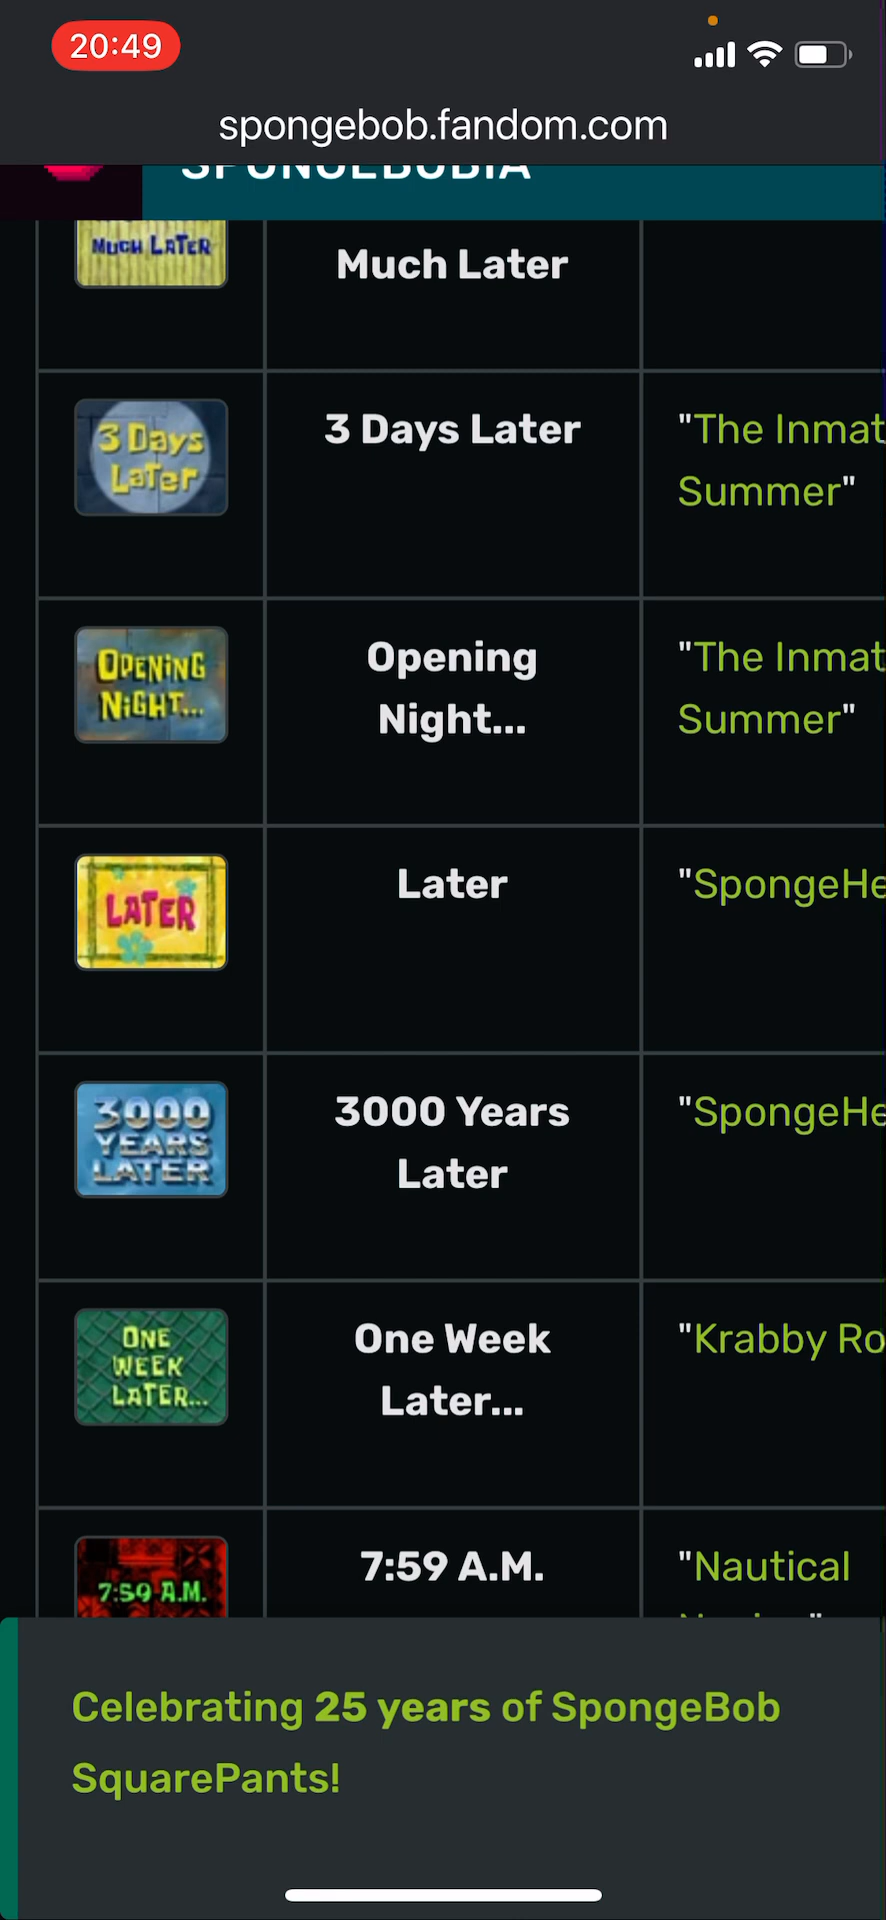 20:49
spongebob.fandom.com
SPONGEBOBIA
MUCH LATER
Much Later
3 Days
Later
3 Days Later
"The Inmat
Summer"
OPENING
NiGHT...
Opening
Night...
"The Inmat
Summer"
LATER
Later
"SpongeHe
3000
YEARS
LATER
3000 Years
Later
"SpongeHe
ONE
WEEK
LATER...
One Week
Later...
"Krabby Ro
7:59 A.M.
7:59 A.M.
"Nautical
Celebrating 25 years of SpongeBob
SquarePants!